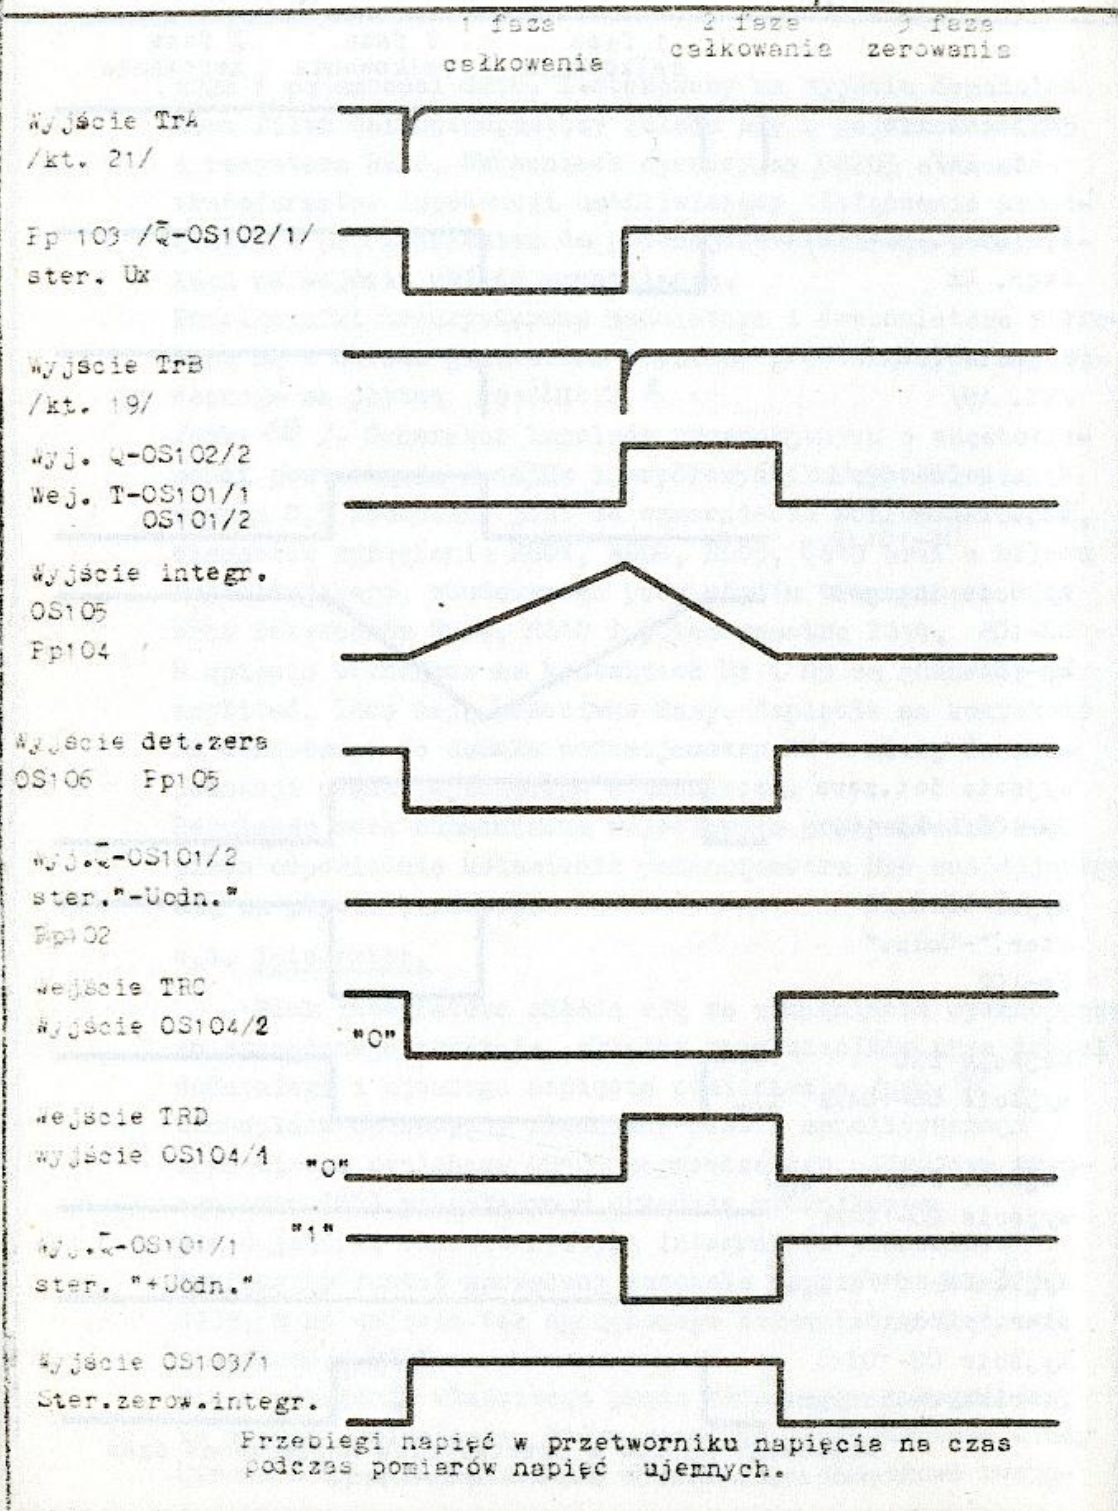 1 faza
całkowania
2 faza
całkowania
3 faza
zerowania
Wyjście TrA
/kt. 21/
Pp 103 /Q̄-OS102/1/
ster. Ux
Wyjście TrB
/kt. 19/
Wyj. Q-OS102/2
Wej. T-OS101/1
OS101/2
Wyjście integr.
OS105
Pp104
Wyjście det.zera
OS106 Pp105
Wyj.Q̄-OS101/2
ster."-Uodn."
Pp102
Wejście TRC
Wyjście OS104/2
"0"
Wejście TRD
wyjście OS104/1
"0"
"1"
Wyj.Q̄-OS101/1
ster. "+Uodn."
Wyjście OS103/1
Ster.zerow.integr.
Przebiegi napięć w przetworniku napięcia na czas
podczas pomiarów napięć ujemnych.